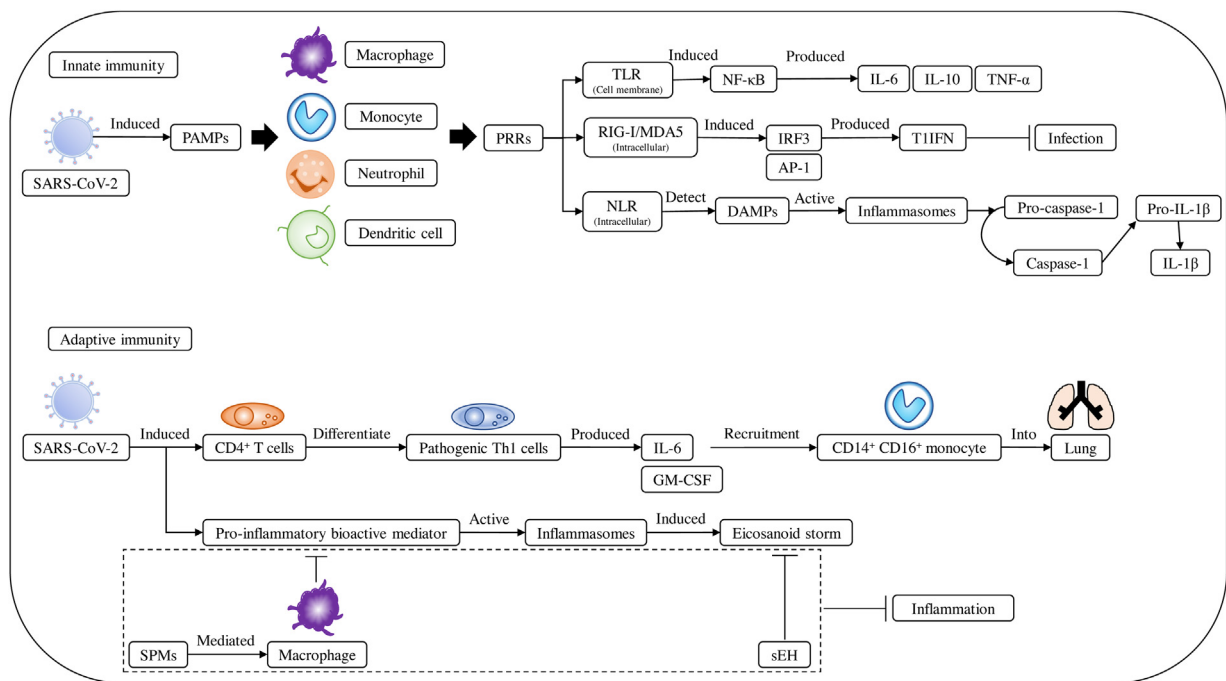 Innate immunity
SARS-CoV-2
Induced
PAMPs
Macrophage
Monocyte
Neutrophil
Dendritic cell
PRRs
TLR
(Cell membrane)
Induced
NF-κB
Produced
IL-6
IL-10
TNF-α
RIG-I/MDA5
(Intracellular)
Induced
IRF3
AP-1
Produced
T1IFN
Infection
NLR
(Intracellular)
Detect
DAMPs
Active
Inflammasomes
Pro-caspase-1
Caspase-1
Pro-IL-1β
IL-1β
Adaptive immunity
SARS-CoV-2
Induced
CD4⁺ T cells
Differentiate
Pathogenic Th1 cells
Produced
IL-6
GM-CSF
Recruitment
CD14⁺ CD16⁺ monocyte
Into
Lung
Pro-inflammatory bioactive mediator
Active
Inflammasomes
Induced
Eicosanoid storm
SPMs
Mediated
Macrophage
sEH
Inflammation